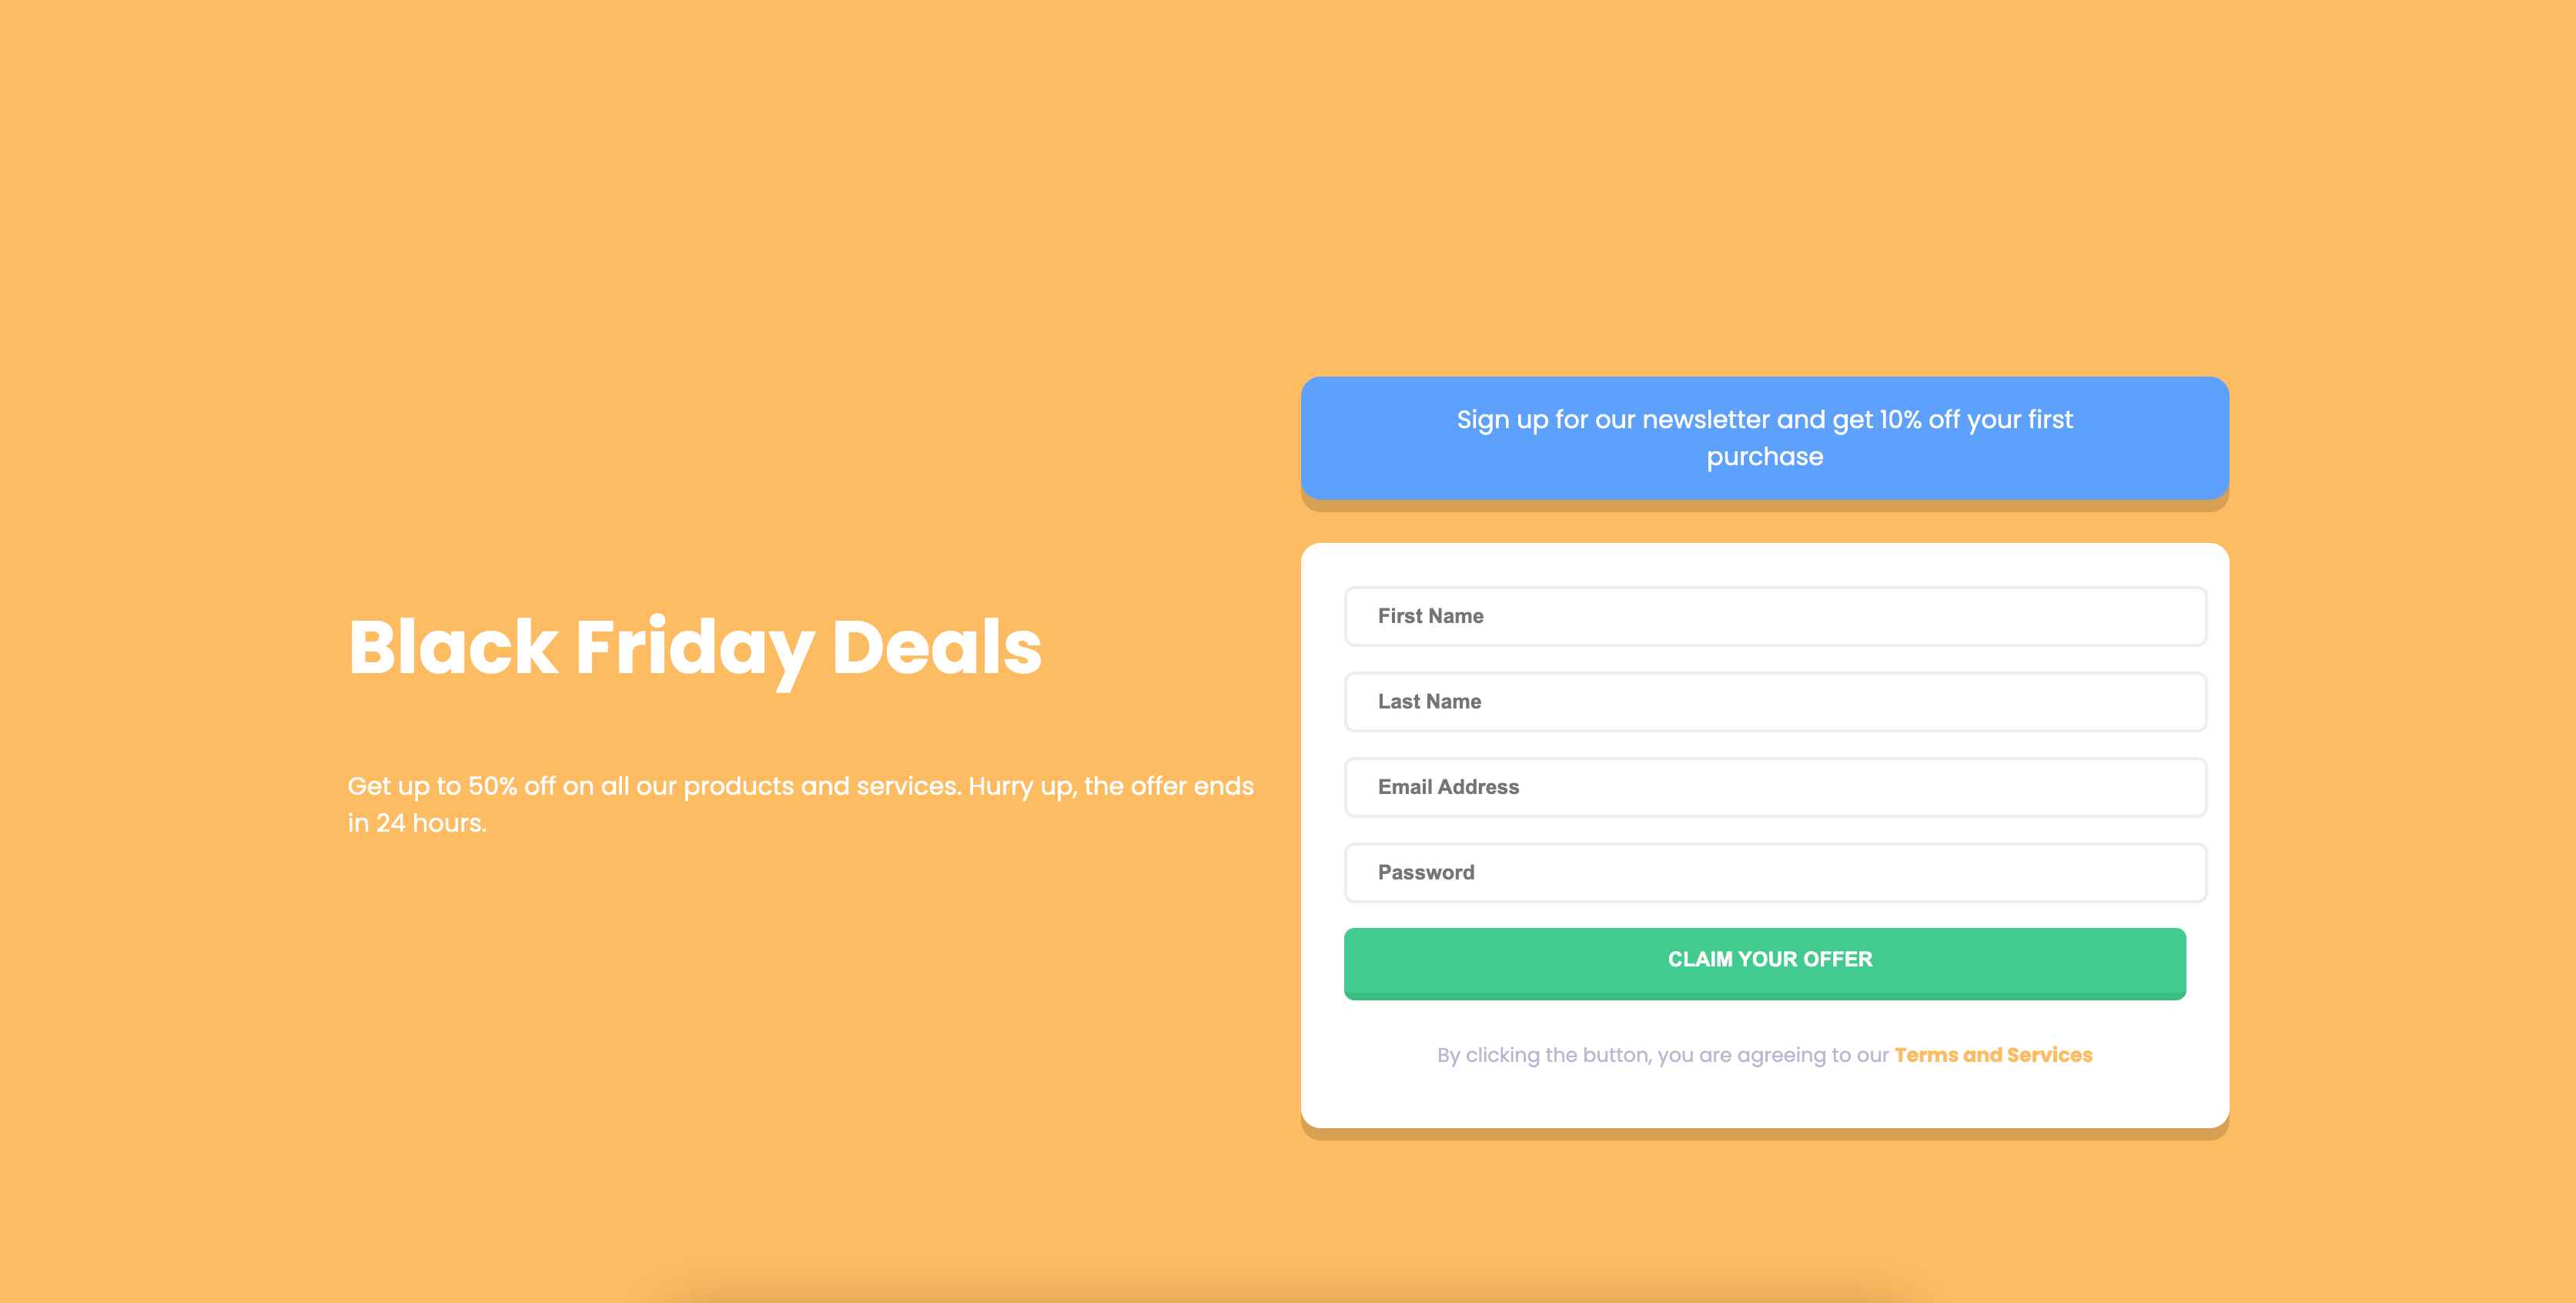 Black Friday Deals
Get up to 50% off on all our products and services. Hurry up, the offer ends
in 24 hours.
Sign up for our newsletter and get 10% off your first
purchase
First Name
Last Name
Email Address
Password
CLAIM YOUR OFFER
By clicking the button, you are agreeing to our Terms and Services